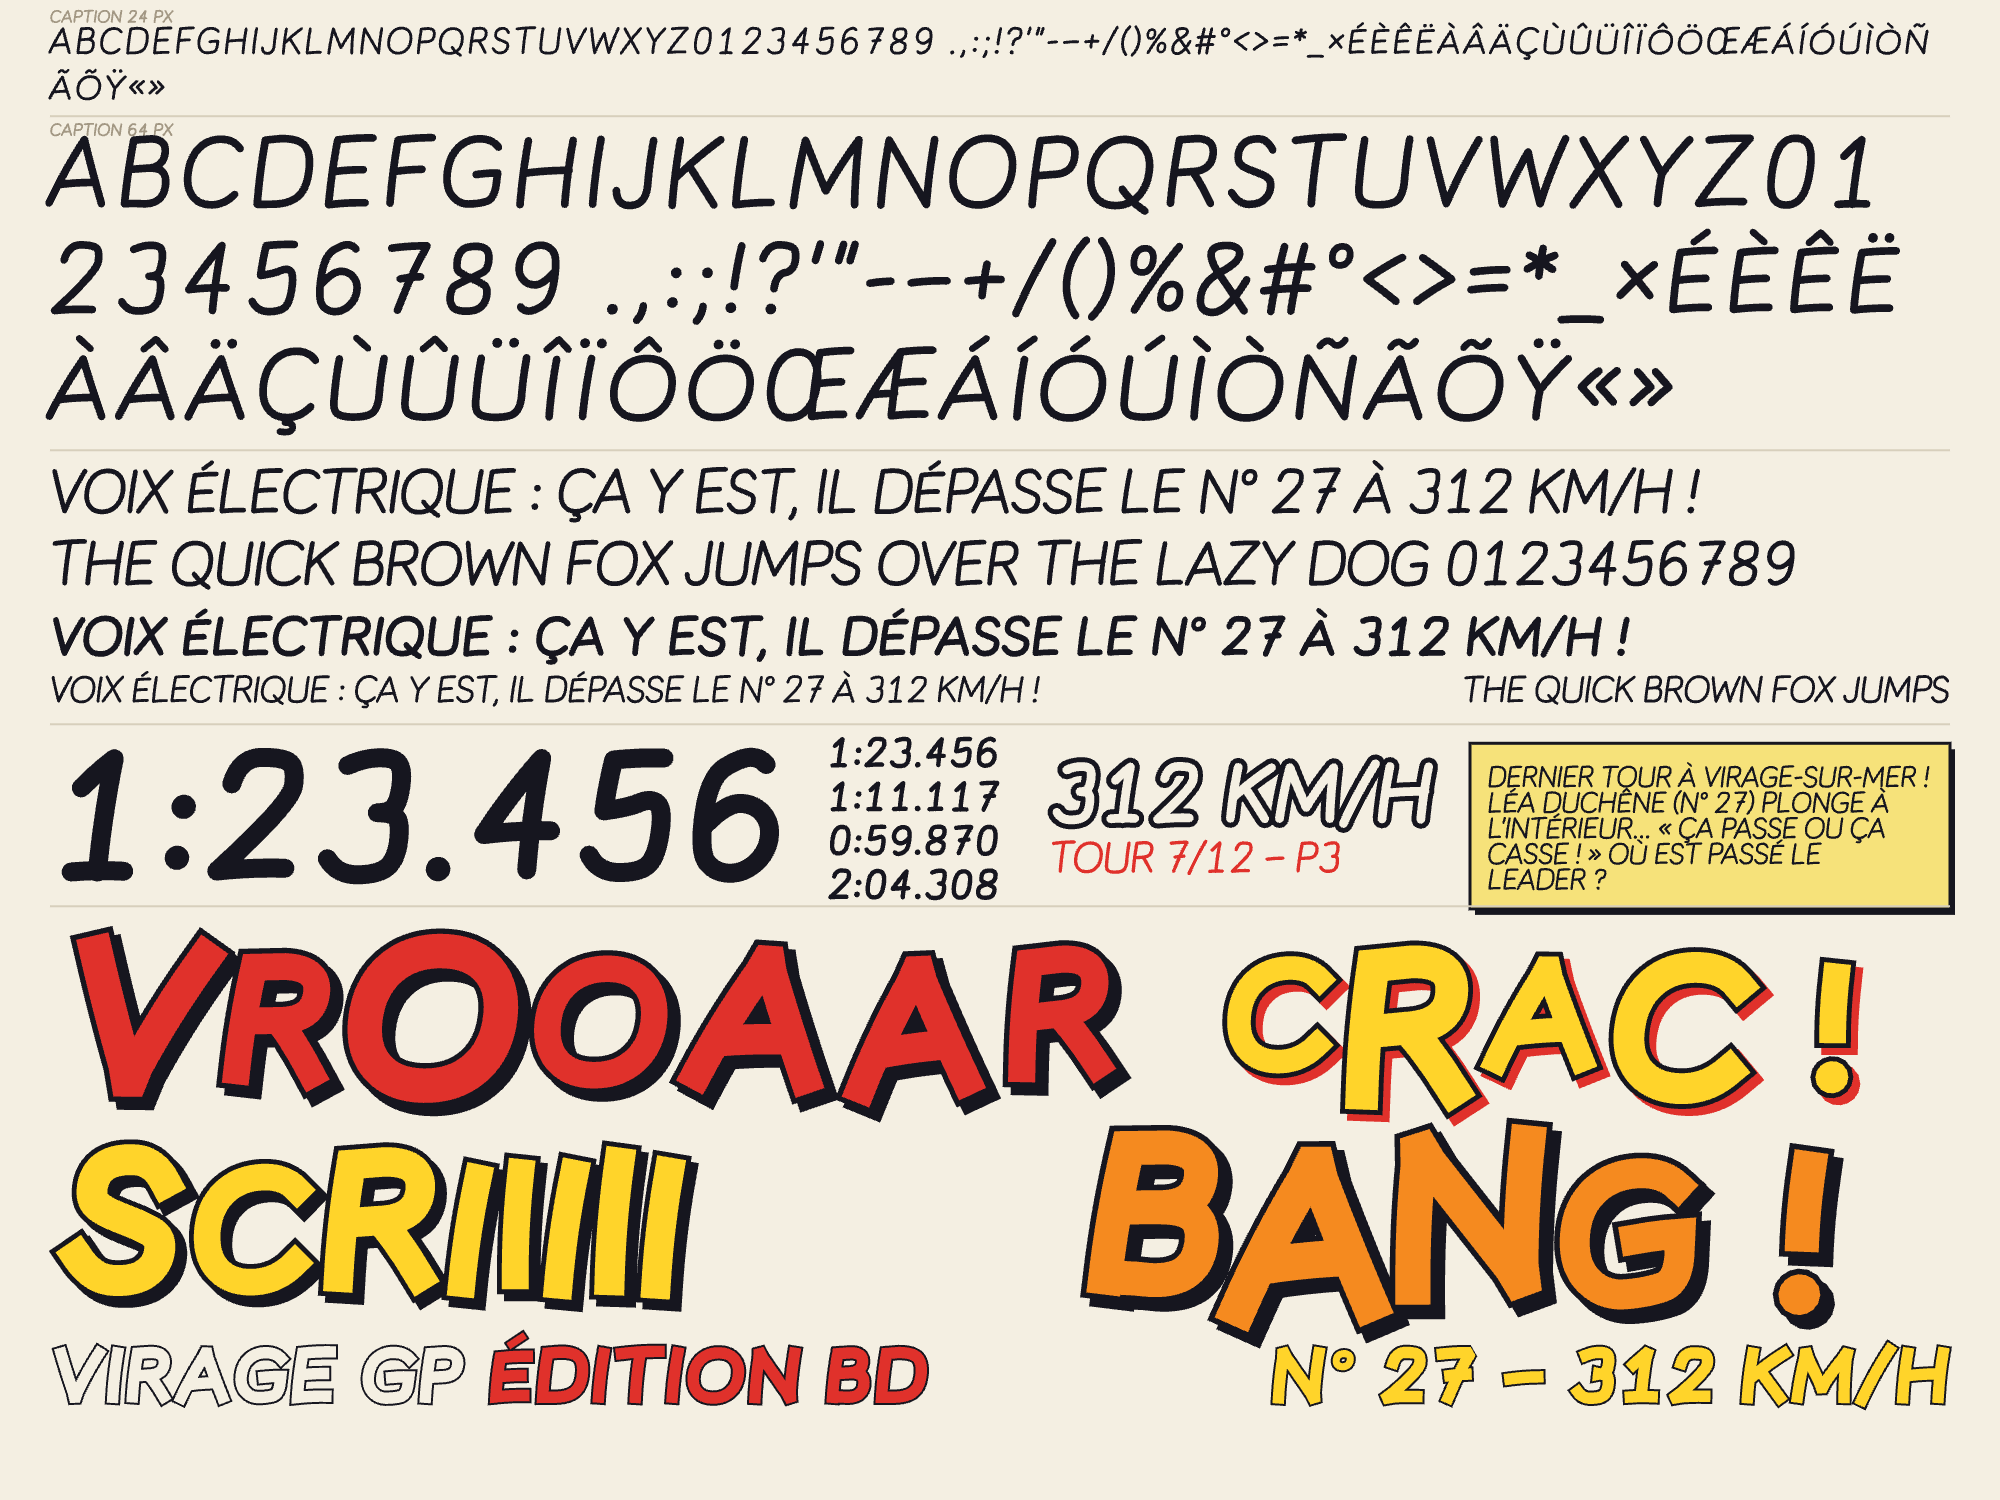 CAPTION 24 PX
ABCDEFGHIJKLMNOPQRSTUVWXYZ0123456789 .,:;!?'"-–+/()%&#°<>=*_×ÉÈÊËÀÂÄÇÙÛÜÎÏÔÖŒÆÁÍÓÚÌÒÑ
ÃÕŸ«»
CAPTION 64 PX
ABCDEFGHIJKLMNOPQRSTUVWXYZ01
23456789 .,:;!?'"-–+/()%&#°<>=*_×ÉÈÊË
ÀÂÄÇÙÛÜÎÏÔÖŒÆÁÍÓÚÌÒÑÃÕŸ«»
VOIX ÉLECTRIQUE : ÇA Y EST, IL DÉPASSE LE N° 27 À 312 KM/H !
THE QUICK BROWN FOX JUMPS OVER THE LAZY DOG 0123456789
VOIX ÉLECTRIQUE : ÇA Y EST, IL DÉPASSE LE N° 27 À 312 KM/H !
VOIX ÉLECTRIQUE : ÇA Y EST, IL DÉPASSE LE N° 27 À 312 KM/H !
THE QUICK BROWN FOX JUMPS
1:23.456
1:23.456
1:11.117
0:59.870
2:04.308
312 KM/H
TOUR 7/12 – P3
DERNIER TOUR À VIRAGE-SUR-MER !
LÉA DUCHÊNE (N° 27) PLONGE À
L'INTÉRIEUR... « ÇA PASSE OU ÇA
CASSE ! » OÙ EST PASSÉ LE
LEADER ?
VROOAAR
CRAC !
SCRIIIII
BANG !
VIRAGE GP ÉDITION BD
N° 27 – 312 KM/H